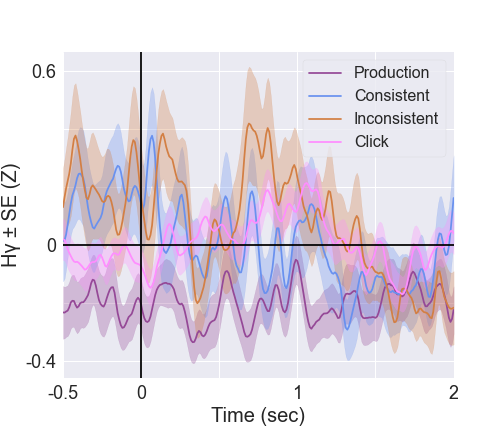 Hγ ± SE (Z)
0.6
0
-0.4
Production
Consistent
Inconsistent
Click
-0.5 0 1 2
Time (sec)